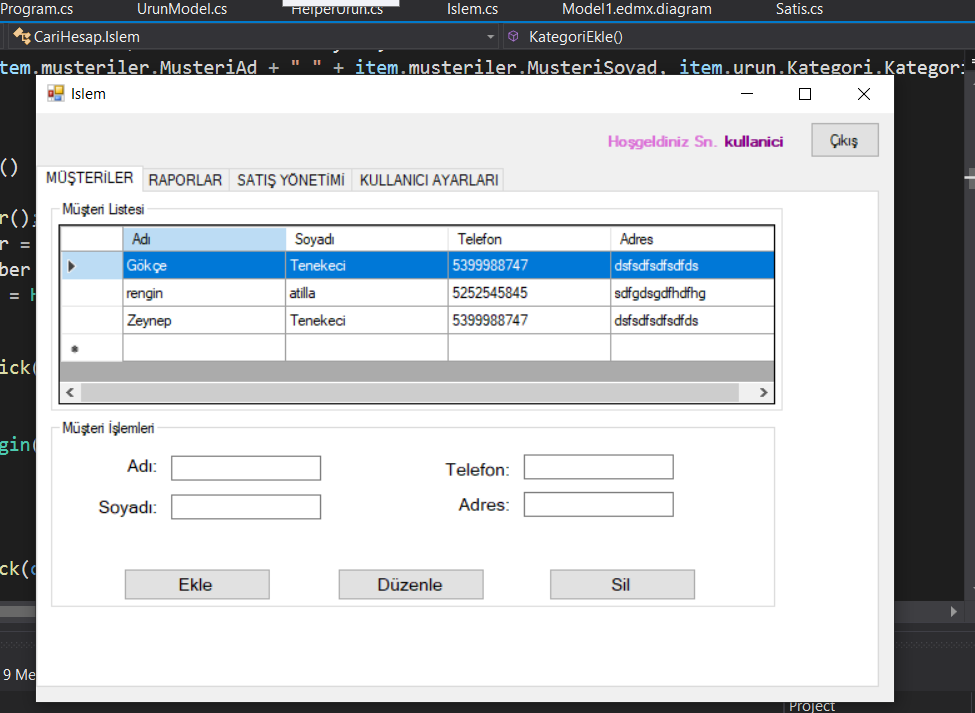 Program.cs UrunModel.cs HelperUrun.cs Islem.cs Model1.edmx.diagram Satis.cs
CariHesap.Islem KategoriEkle()
tem.musteriler.MusteriAd + " " + item.musteriler.MusteriSoyad, item.urun.Kategori.Kategori
Islem
Hoşgeldiniz Sn. kullanici Çıkış
()
MÜŞTERİLER RAPORLAR SATIŞ YÖNETİMİ KULLANICI AYARLARI
Müşteri Listesi
r();
Adı Soyadı Telefon Adres
r =
Gökçe Tenekeci 5399988747 dsfsdfsdfsdfds
ber
rengin atilla 5252545845 sdfgdsgdfhdfhg
= H
Zeynep Tenekeci 5399988747 dsfsdfsdfsdfds
ick(
Müşteri İşlemleri
gin(
Adı: Telefon:
Soyadı: Adres:
ck(
Ekle Düzenle Sil
9 Me
Project